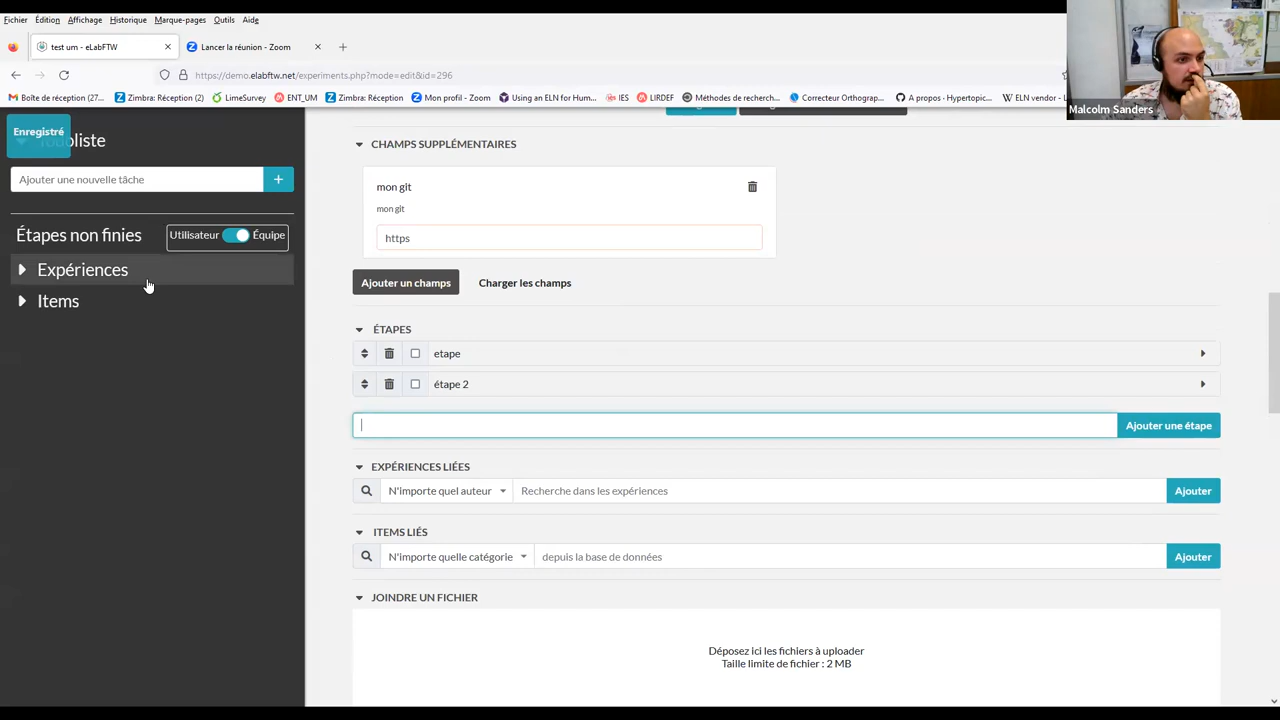 Fichier Édition Affichage Historique Marque-pages Outils Aide
test um - eLabFTW
Lancer la réunion - Zoom
https://demo.elabftw.net/experiments.php?mode=edit&id=296
Boîte de réception (27...
Zimbra: Réception (2)
LimeSurvey
ENT_UM
Zimbra: Réception
Mon profil - Zoom
Using an ELN for Hum...
IES
LIRDEF
Méthodes de recherc...
Correcteur Orthograp...
A propos · Hypertopic...
ELN vendor - U
Malcolm Sanders
Enregistré
Ajouter une nouvelle tâche
+
Étapes non finies
Utilisateur
Équipe
Expériences
Items
CHAMPS SUPPLÉMENTAIRES
mon git
mon git
https
Ajouter un champs
Charger les champs
ÉTAPES
etape
étape 2
Ajouter une étape
EXPÉRIENCES LIÉES
N'importe quel auteur
Recherche dans les expériences
Ajouter
ITEMS LIÉS
N'importe quelle catégorie
depuis la base de données
Ajouter
JOINDRE UN FICHIER
Déposez ici les fichiers à uploader
Taille limite de fichier : 2 MB